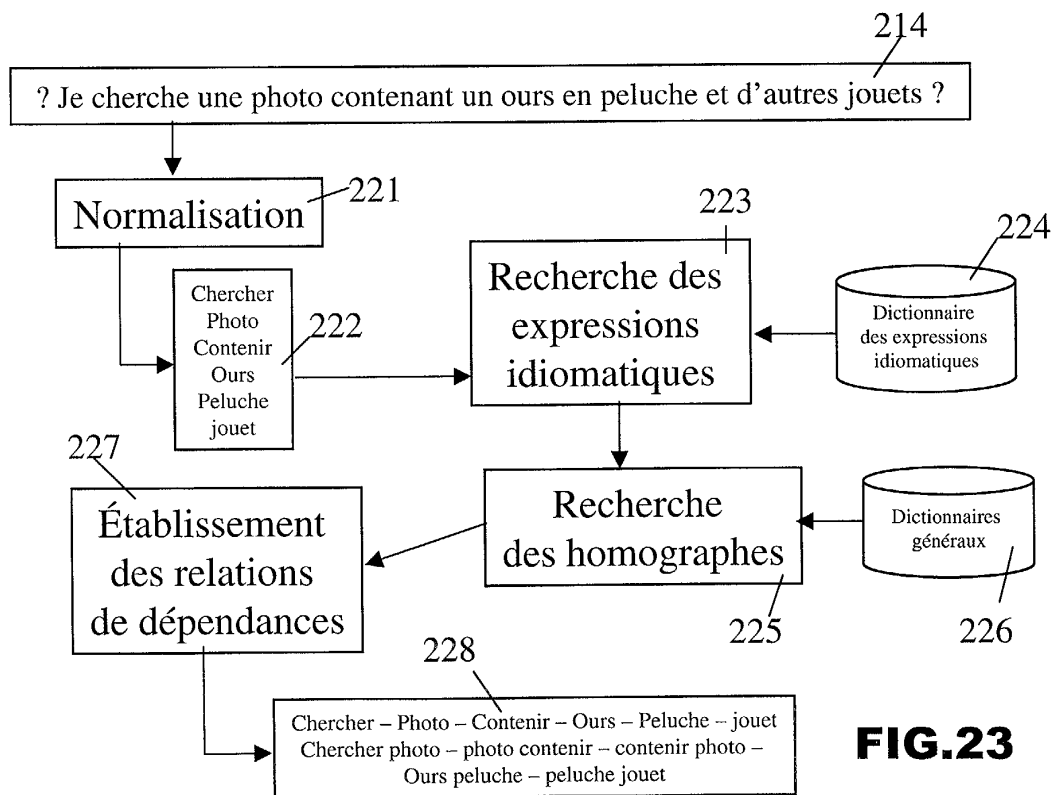 214
? Je cherche une photo contenant un ours en peluche et d'autres jouets ?
Normalisation
221
Chercher
Photo
Contenir
Ours
Peluche
jouet
222
223
Recherche des
expressions
idiomatiques
224
Dictionnaire
des expressions
idiomatiques
227
Établissement
des relations
de dépendances
Recherche
des homographes
225
Dictionnaires
généraux
226
228
Chercher – Photo – Contenir – Ours – Peluche – jouet
Chercher photo – photo contenir – contenir photo –
Ours peluche – peluche jouet
FIG.23